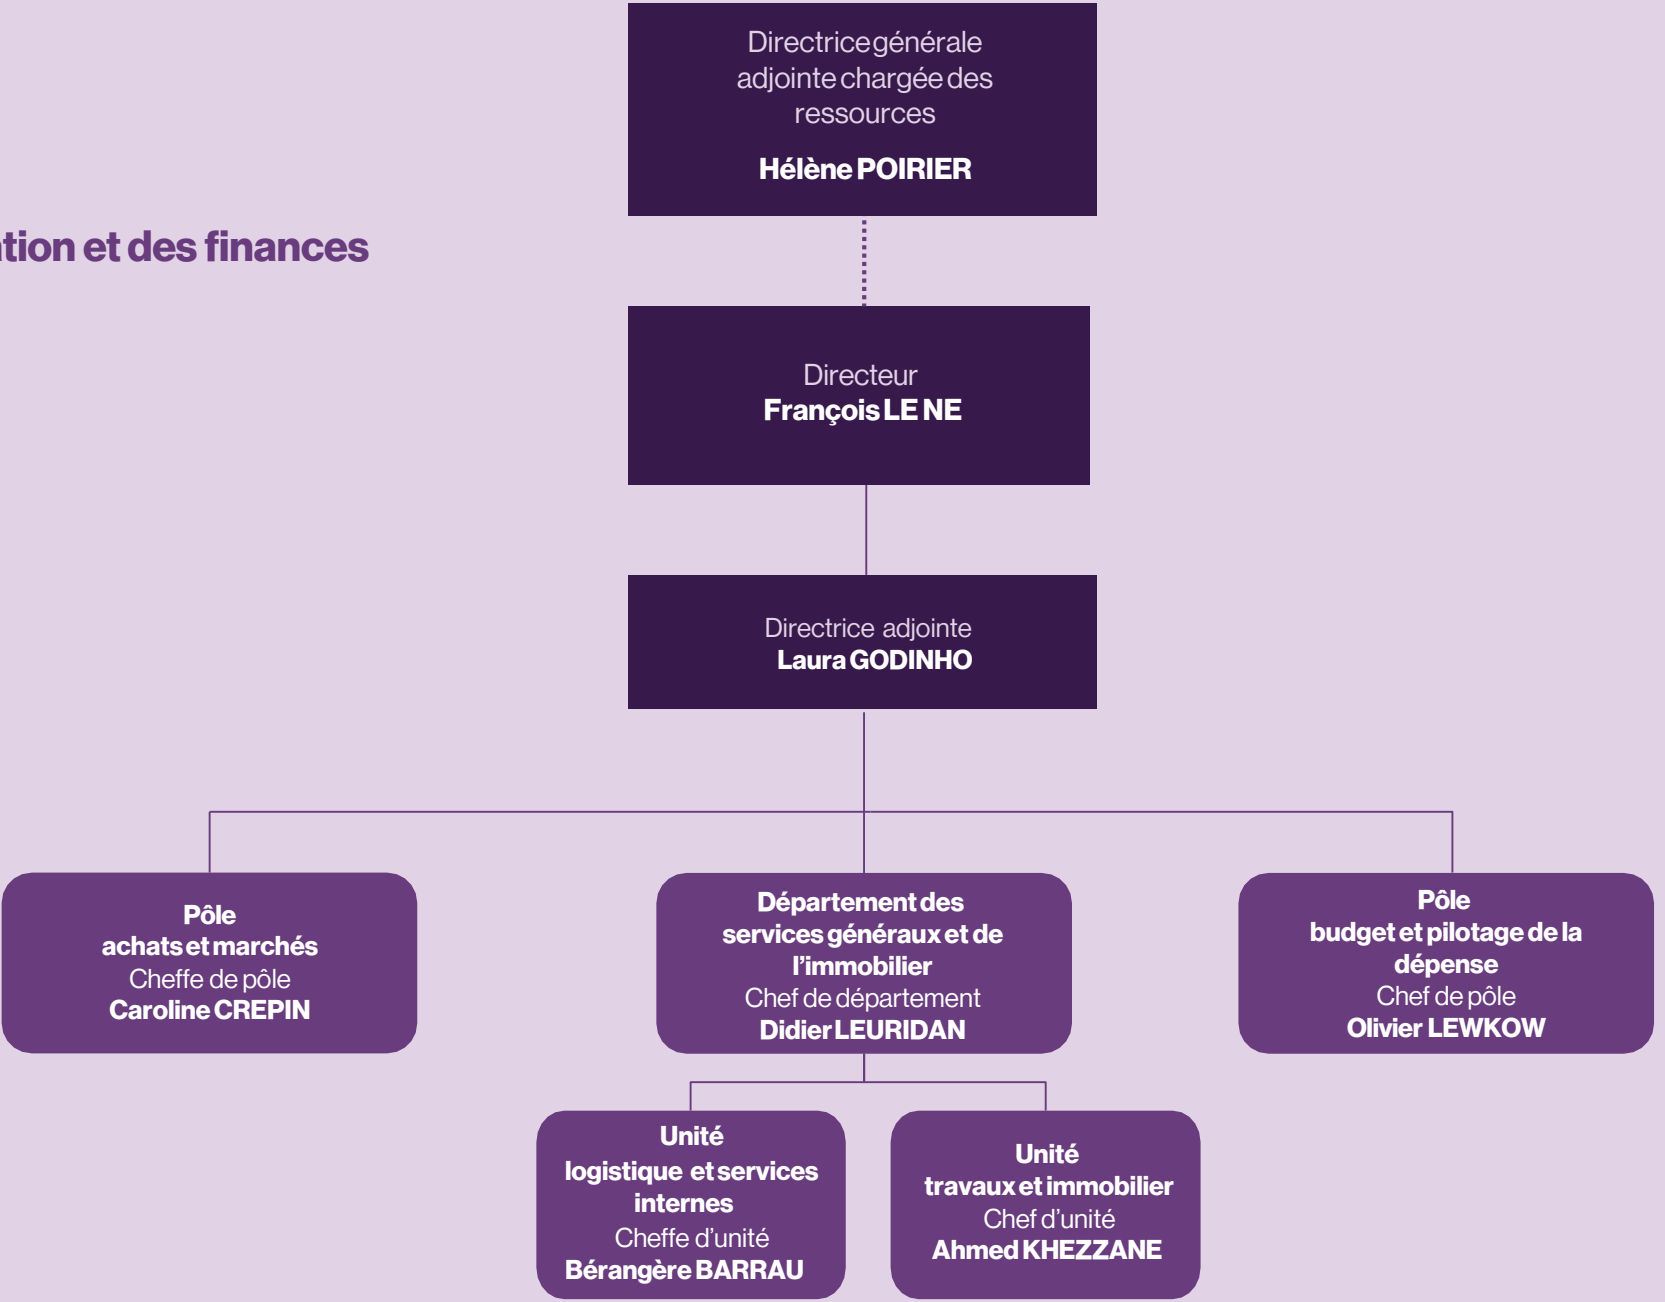 Directrice générale
adjointe chargée des
ressources
Hélène POIRIER
et des finances
Directeur
François LE NE
Directrice adjointe
Laura GODINHO
Pôle
achats et marchés
Cheffe de pôle
Caroline CREPIN
Département des
services généraux et de
l’immobilier
Chef de département
Didier LEURIDAN
Pôle
budget et pilotage de la
dépense
Chef de pôle
Olivier LEWKOW
Unité
logistique et services
internes
Cheffe d’unité
Bérangère BARRAU
Unité
travaux et immobilier
Chef d’unité
Ahmed KHEZZANE